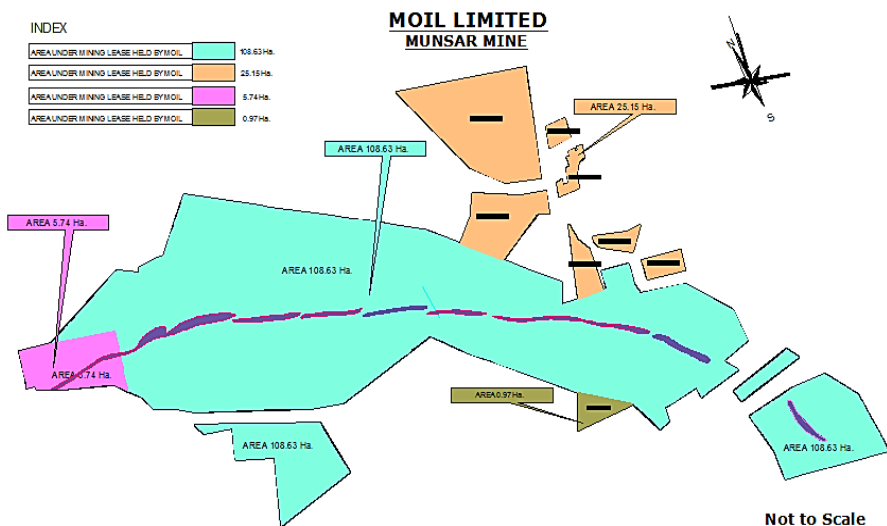 MOIL LIMITED
MUNSAR MINE
INDEX
AREA UNDER MINING LEASE HELD BY MOIL 108.63 Ha.
AREA UNDER MINING LEASE HELD BY MOIL 25.15 Ha.
AREA UNDER MINING LEASE HELD BY MOIL 5.74 Ha.
AREA UNDER MINING LEASE HELD BY MOIL 0.97 Ha.
N
S
AREA 25.15 Ha.
AREA 108.63 Ha.
AREA 5.74 Ha.
AREA 108.63 Ha.
AREA 5.74 Ha.
AREA 0.97 Ha.
AREA 108.63 Ha.
AREA 108.63 Ha.
Not to Scale